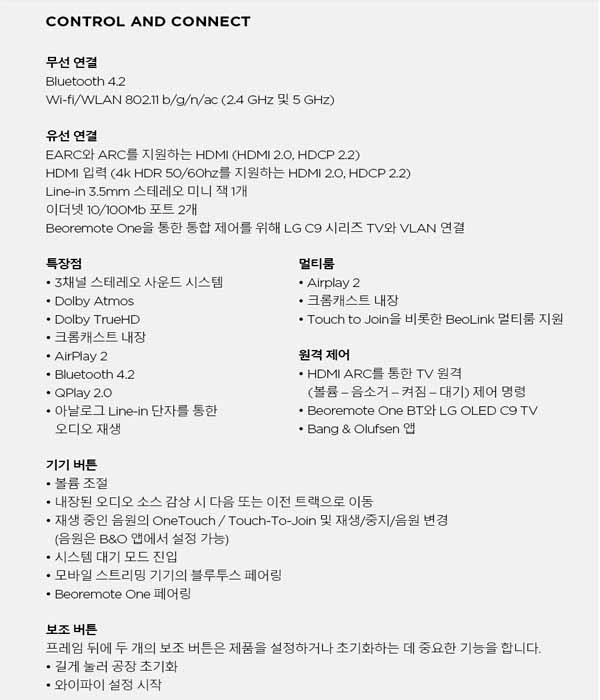 CONTROL AND CONNECT
무선 연결
Bluetooth 4.2
Wi-fi/WLAN 802.11 b/g/n/ac (2.4 GHz 및 5 GHz)
유선 연결
EARC와 ARC를 지원하는 HDMI (HDMI 2.0, HDCP 2.2)
HDMI 입력 (4k HDR 50/60hz를 지원하는 HDMI 2.0, HDCP 2.2)
Line-in 3.5mm 스테레오 미니 잭 1개
이더넷 10/100Mb 포트 2개
Beoremote One을 통한 통합 제어를 위해 LG C9 시리즈 TV와 VLAN 연결
특장점
• 3채널 스테레오 사운드 시스템
• Dolby Atmos
• Dolby TrueHD
• 크롬캐스트 내장
• AirPlay 2
• Bluetooth 4.2
• QPlay 2.0
• 아날로그 Line-in 단자를 통한
오디오 재생
멀티룸
• Airplay 2
• 크롬캐스트 내장
• Touch to Join을 비롯한 BeoLink 멀티룸 지원
원격 제어
• HDMI ARC를 통한 TV 원격
(볼륨 – 음소거 – 켜짐 – 대기) 제어 명령
• Beoremote One BT와 LG OLED C9 TV
• Bang & Olufsen 앱
기기 버튼
• 볼륨 조절
• 내장된 오디오 소스 감상 시 다음 또는 이전 트랙으로 이동
• 재생 중인 음원의 OneTouch / Touch-To-Join 및 재생/중지/음원 변경
(음원은 B&O 앱에서 설정 가능)
• 시스템 대기 모드 진입
• 모바일 스트리밍 기기의 블루투스 페어링
• Beoremote One 페어링
보조 버튼
프레임 뒤에 두 개의 보조 버튼은 제품을 설정하거나 초기화하는 데 중요한 기능을 합니다.
• 길게 눌러 공장 초기화
• 와이파이 설정 시작